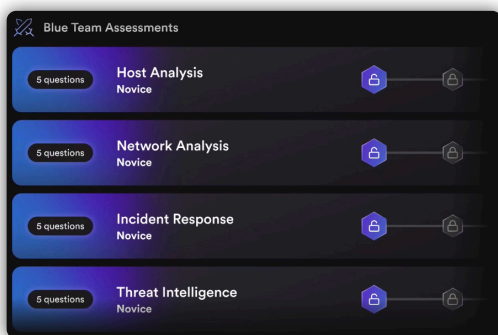 Blue Team Assessments
5 questions
Host Analysis
Novice
5 questions
Network Analysis
Novice
5 questions
Incident Response
Novice
5 questions
Threat Intelligence
Novice